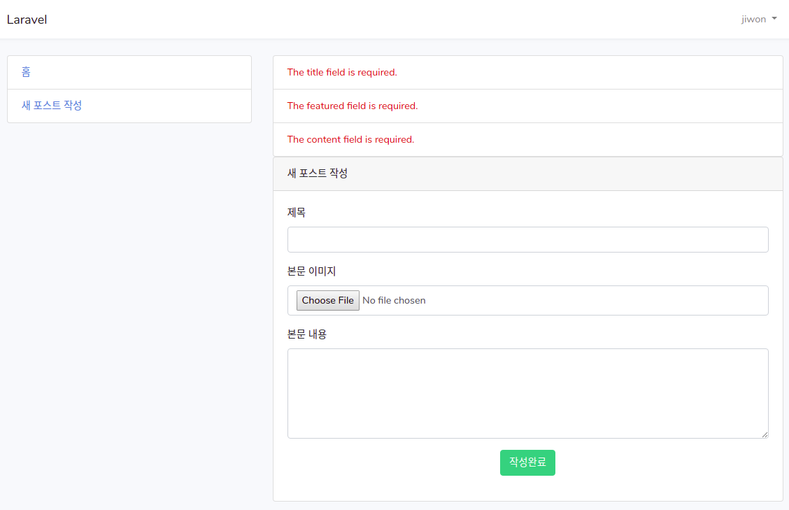 Laravel
jiwon
홈
새 포스트 작성
The title field is required.
The featured field is required.
The content field is required.
새 포스트 작성
제목
본문 이미지
Choose File No file chosen
본문 내용
작성완료